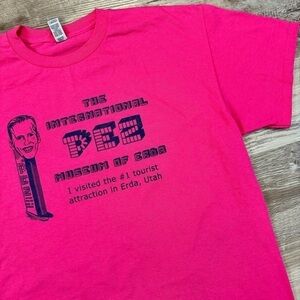 THE
INTERNATIONAL
PEZ
MUSEUM OF ERDA
I visited the #1 tourist
attraction in Erda, Utah